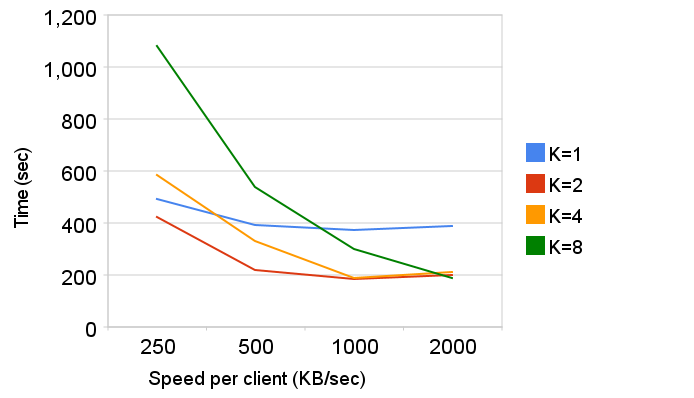 1,200
1,000
800
600
400
200
0
Time (sec)
250 500 1000 2000
Speed per client (KB/sec)
K=1
K=2
K=4
K=8